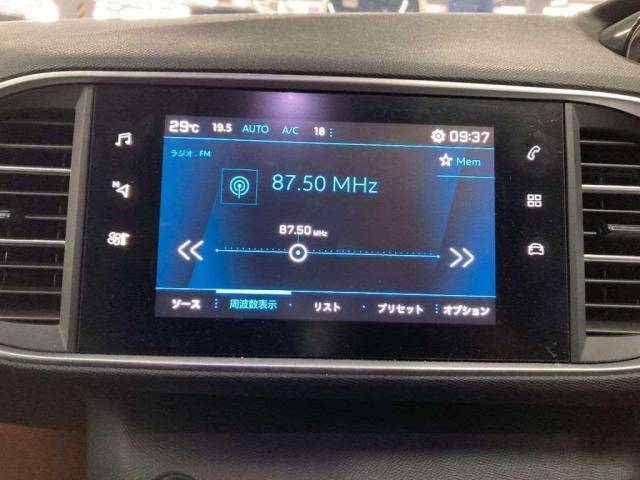 29℃ 19.5 AUTO A/C 18 09:37
ラジオ . FM
Mem
N
87.50 MHz
87.50 MHz
ソース 周波数表示 リスト プリセット オプション